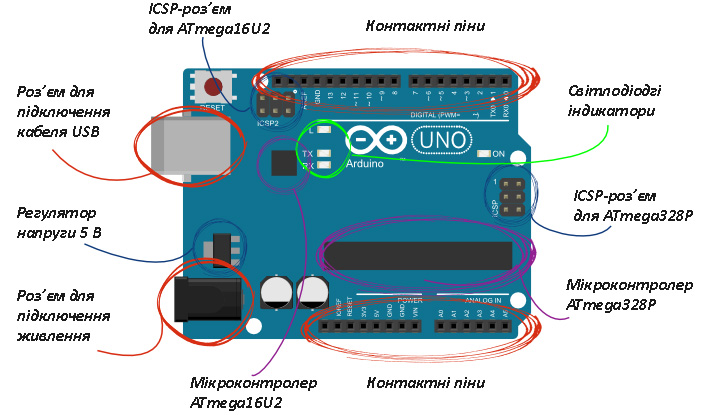 ICSP-роз’єм
для ATmega16U2
Контактні піни
Роз’єм для
підключення
кабеля USB
Світлодіодгі
індикатори
RESET
ICSP2
AREF
GND
13
12
~11
~10
~9
8
7
~6
~5
4
~3
2
TX0 1
RX0 0
DIGITAL (PWM=
L
TX
RX
Arduino
UNO
ON
1
ICSP
ICSP-роз’єм
для ATmega328P
Регулятор
напруги 5 В
Роз’єм для
підключення
живлення
Мікроконтролер
ATmega328P
POWER
ANALOG IN
IOREF
RESET
3V3
5V
GND
GND
VIN
A0
A1
A2
A3
A4
A5
Мікроконтролер
ATmega16U2
Контактні піни